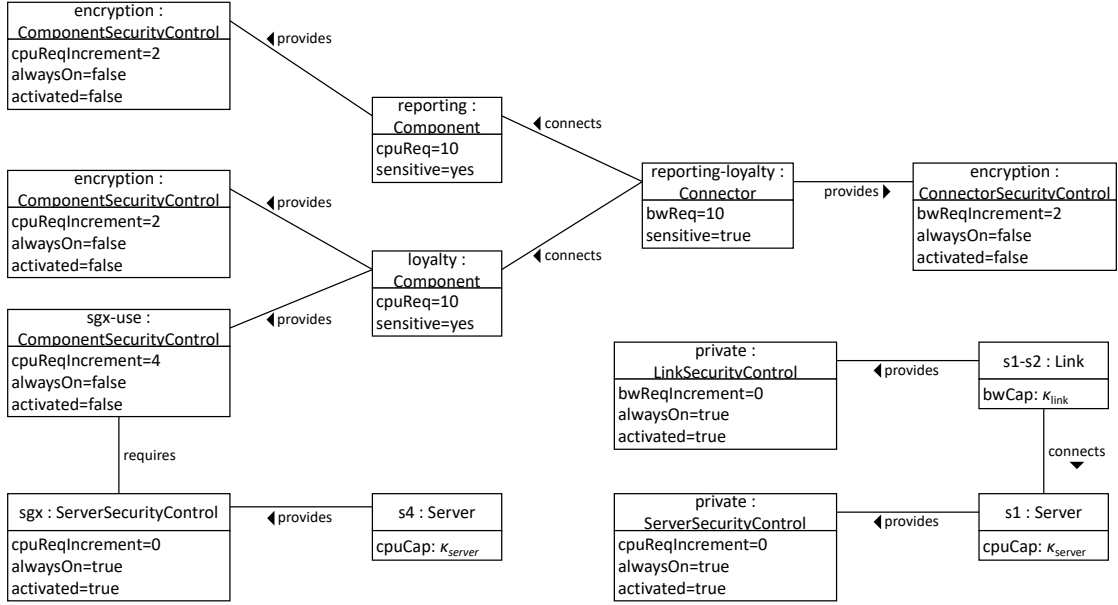 encryption :
ComponentSecurityControl
cpuReqIncrement=2
alwaysOn=false
activated=false
◀ provides
reporting :
Component
cpuReq=10
sensitive=yes
◀ connects
encryption :
ComponentSecurityControl
cpuReqIncrement=2
alwaysOn=false
activated=false
◀ provides
reporting-loyalty :
Connector
bwReq=10
sensitive=true
provides ▶
encryption :
ConnectorSecurityControl
bwReqIncrement=2
alwaysOn=false
activated=false
loyalty :
Component
cpuReq=10
sensitive=yes
◀ connects
sgx-use :
ComponentSecurityControl
cpuReqIncrement=4
alwaysOn=false
activated=false
◀ provides
private :
LinkSecurityControl
bwReqIncrement=0
alwaysOn=true
activated=true
◀ provides
s1-s2 : Link
bwCap: κlink
requires
connects
▼
sgx : ServerSecurityControl
cpuReqIncrement=0
alwaysOn=true
activated=true
◀ provides
s4 : Server
cpuCap: κserver
private :
ServerSecurityControl
cpuReqIncrement=0
alwaysOn=true
activated=true
◀ provides
s1 : Server
cpuCap: κserver